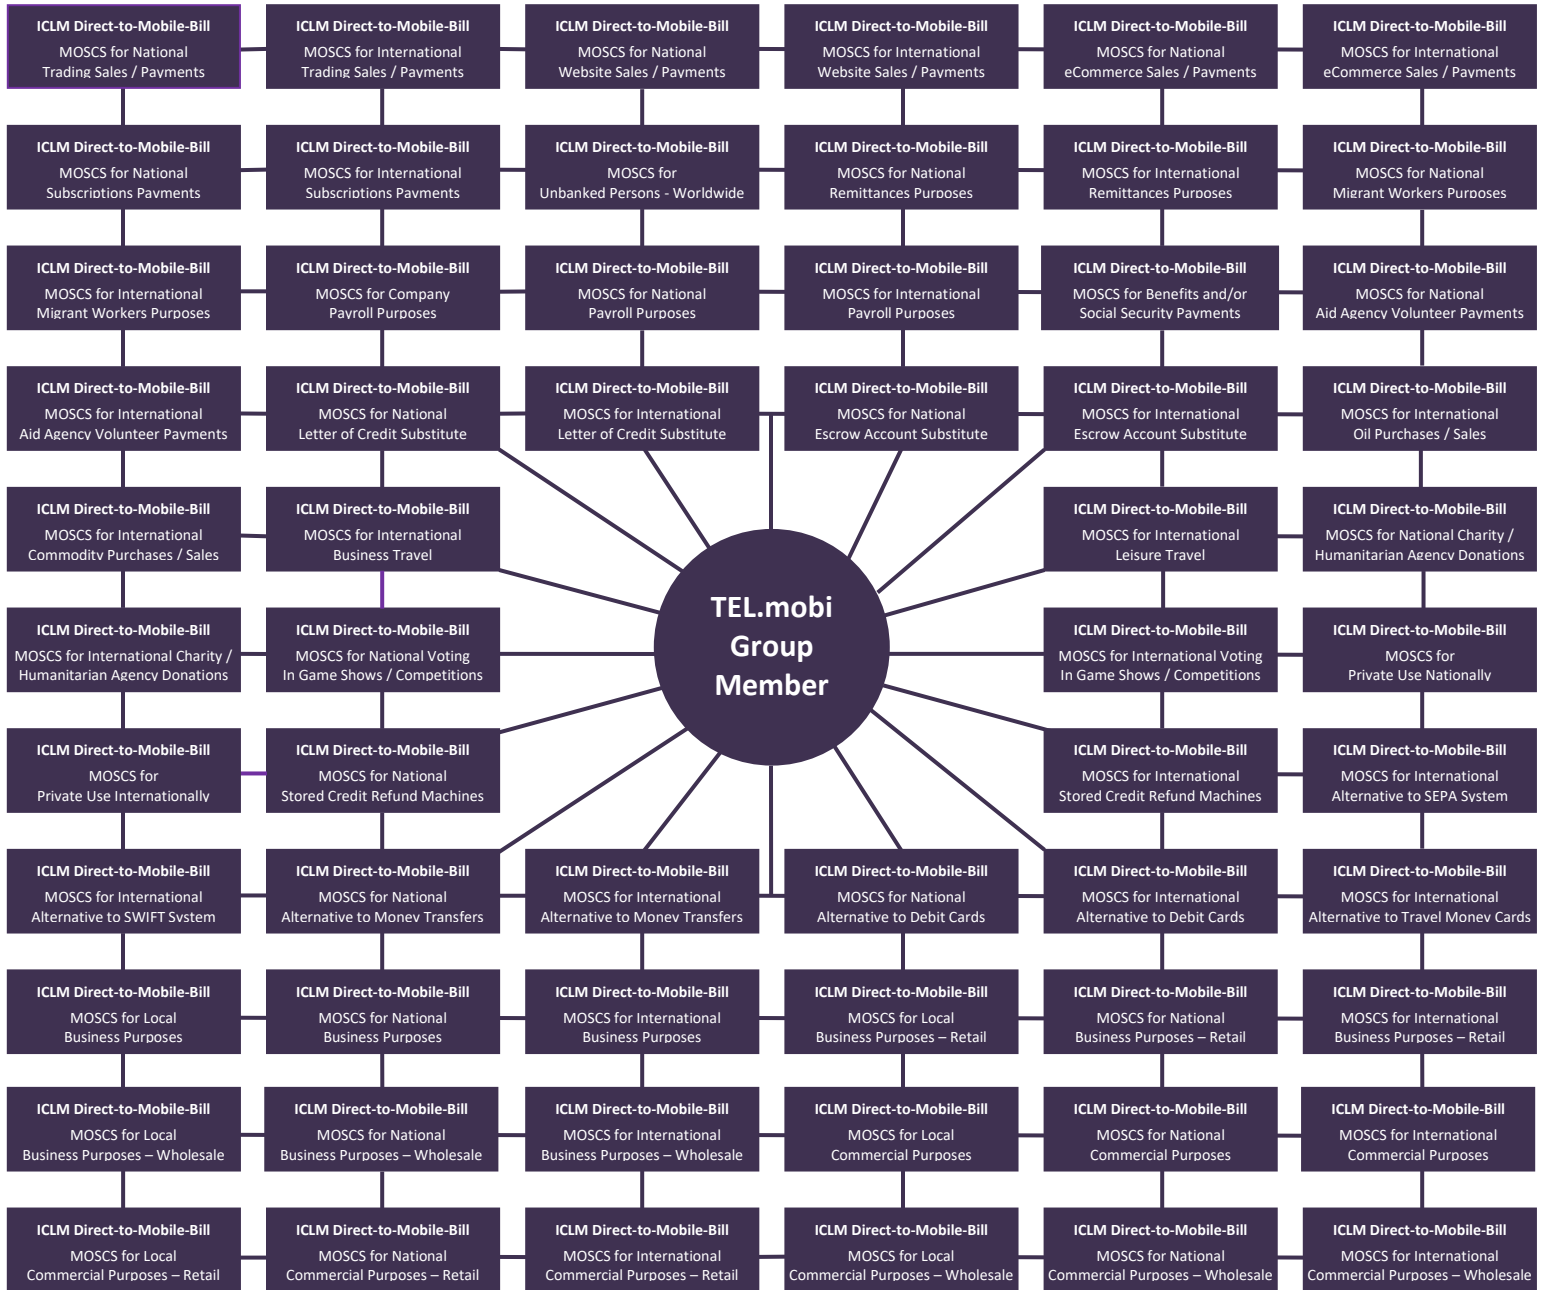 ICLM Direct-to-Mobile-Bill
MOSCS for National
Trading Sales / Payments
ICLM Direct-to-Mobile-Bill
MOSCS for International
Trading Sales / Payments
ICLM Direct-to-Mobile-Bill
MOSCS for National
Website Sales / Payments
ICLM Direct-to-Mobile-Bill
MOSCS for International
Website Sales / Payments
ICLM Direct-to-Mobile-Bill
MOSCS for National
eCommerce Sales / Payments
ICLM Direct-to-Mobile-Bill
MOSCS for International
eCommerce Sales / Payments
ICLM Direct-to-Mobile-Bill
MOSCS for National
Subscriptions Payments
ICLM Direct-to-Mobile-Bill
MOSCS for International
Subscriptions Payments
ICLM Direct-to-Mobile-Bill
MOSCS for
Unbanked Persons - Worldwide
ICLM Direct-to-Mobile-Bill
MOSCS for National
Remittances Purposes
ICLM Direct-to-Mobile-Bill
MOSCS for International
Remittances Purposes
ICLM Direct-to-Mobile-Bill
MOSCS for National
Migrant Workers Purposes
ICLM Direct-to-Mobile-Bill
MOSCS for International
Migrant Workers Purposes
ICLM Direct-to-Mobile-Bill
MOSCS for Company
Payroll Purposes
ICLM Direct-to-Mobile-Bill
MOSCS for National
Payroll Purposes
ICLM Direct-to-Mobile-Bill
MOSCS for International
Payroll Purposes
ICLM Direct-to-Mobile-Bill
MOSCS for Benefits and/or
Social Security Payments
ICLM Direct-to-Mobile-Bill
MOSCS for National
Aid Agency Volunteer Payments
ICLM Direct-to-Mobile-Bill
MOSCS for International
Aid Agency Volunteer Payments
ICLM Direct-to-Mobile-Bill
MOSCS for National
Letter of Credit Substitute
ICLM Direct-to-Mobile-Bill
MOSCS for International
Letter of Credit Substitute
ICLM Direct-to-Mobile-Bill
MOSCS for National
Escrow Account Substitute
ICLM Direct-to-Mobile-Bill
MOSCS for International
Escrow Account Substitute
ICLM Direct-to-Mobile-Bill
MOSCS for International
Oil Purchases / Sales
ICLM Direct-to-Mobile-Bill
MOSCS for International
Commodity Purchases / Sales
ICLM Direct-to-Mobile-Bill
MOSCS for International
Business Travel
ICLM Direct-to-Mobile-Bill
MOSCS for International
Leisure Travel
ICLM Direct-to-Mobile-Bill
MOSCS for National Charity /
Humanitarian Agency Donations
TEL.mobi
Group
Member
ICLM Direct-to-Mobile-Bill
MOSCS for International Charity /
Humanitarian Agency Donations
ICLM Direct-to-Mobile-Bill
MOSCS for National Voting
In Game Shows / Competitions
ICLM Direct-to-Mobile-Bill
MOSCS for International Voting
In Game Shows / Competitions
ICLM Direct-to-Mobile-Bill
MOSCS for
Private Use Nationally
ICLM Direct-to-Mobile-Bill
MOSCS for
Private Use Internationally
ICLM Direct-to-Mobile-Bill
MOSCS for National
Stored Credit Refund Machines
ICLM Direct-to-Mobile-Bill
MOSCS for International
Stored Credit Refund Machines
ICLM Direct-to-Mobile-Bill
MOSCS for International
Alternative to SEPA System
ICLM Direct-to-Mobile-Bill
MOSCS for International
Alternative to SWIFT System
ICLM Direct-to-Mobile-Bill
MOSCS for National
Alternative to Money Transfers
ICLM Direct-to-Mobile-Bill
MOSCS for International
Alternative to Money Transfers
ICLM Direct-to-Mobile-Bill
MOSCS for National
Alternative to Debit Cards
ICLM Direct-to-Mobile-Bill
MOSCS for International
Alternative to Debit Cards
ICLM Direct-to-Mobile-Bill
MOSCS for International
Alternative to Travel Money Cards
ICLM Direct-to-Mobile-Bill
MOSCS for Local
Business Purposes
ICLM Direct-to-Mobile-Bill
MOSCS for National
Business Purposes
ICLM Direct-to-Mobile-Bill
MOSCS for International
Business Purposes
ICLM Direct-to-Mobile-Bill
MOSCS for Local
Business Purposes – Retail
ICLM Direct-to-Mobile-Bill
MOSCS for National
Business Purposes – Retail
ICLM Direct-to-Mobile-Bill
MOSCS for International
Business Purposes – Retail
ICLM Direct-to-Mobile-Bill
MOSCS for Local
Business Purposes – Wholesale
ICLM Direct-to-Mobile-Bill
MOSCS for National
Business Purposes – Wholesale
ICLM Direct-to-Mobile-Bill
MOSCS for International
Business Purposes – Wholesale
ICLM Direct-to-Mobile-Bill
MOSCS for Local
Commercial Purposes
ICLM Direct-to-Mobile-Bill
MOSCS for National
Commercial Purposes
ICLM Direct-to-Mobile-Bill
MOSCS for International
Commercial Purposes
ICLM Direct-to-Mobile-Bill
MOSCS for Local
Commercial Purposes – Retail
ICLM Direct-to-Mobile-Bill
MOSCS for National
Commercial Purposes – Retail
ICLM Direct-to-Mobile-Bill
MOSCS for International
Commercial Purposes – Retail
ICLM Direct-to-Mobile-Bill
MOSCS for Local
Commercial Purposes – Wholesale
ICLM Direct-to-Mobile-Bill
MOSCS for National
Commercial Purposes – Wholesale
ICLM Direct-to-Mobile-Bill
MOSCS for International
Commercial Purposes – Wholesale